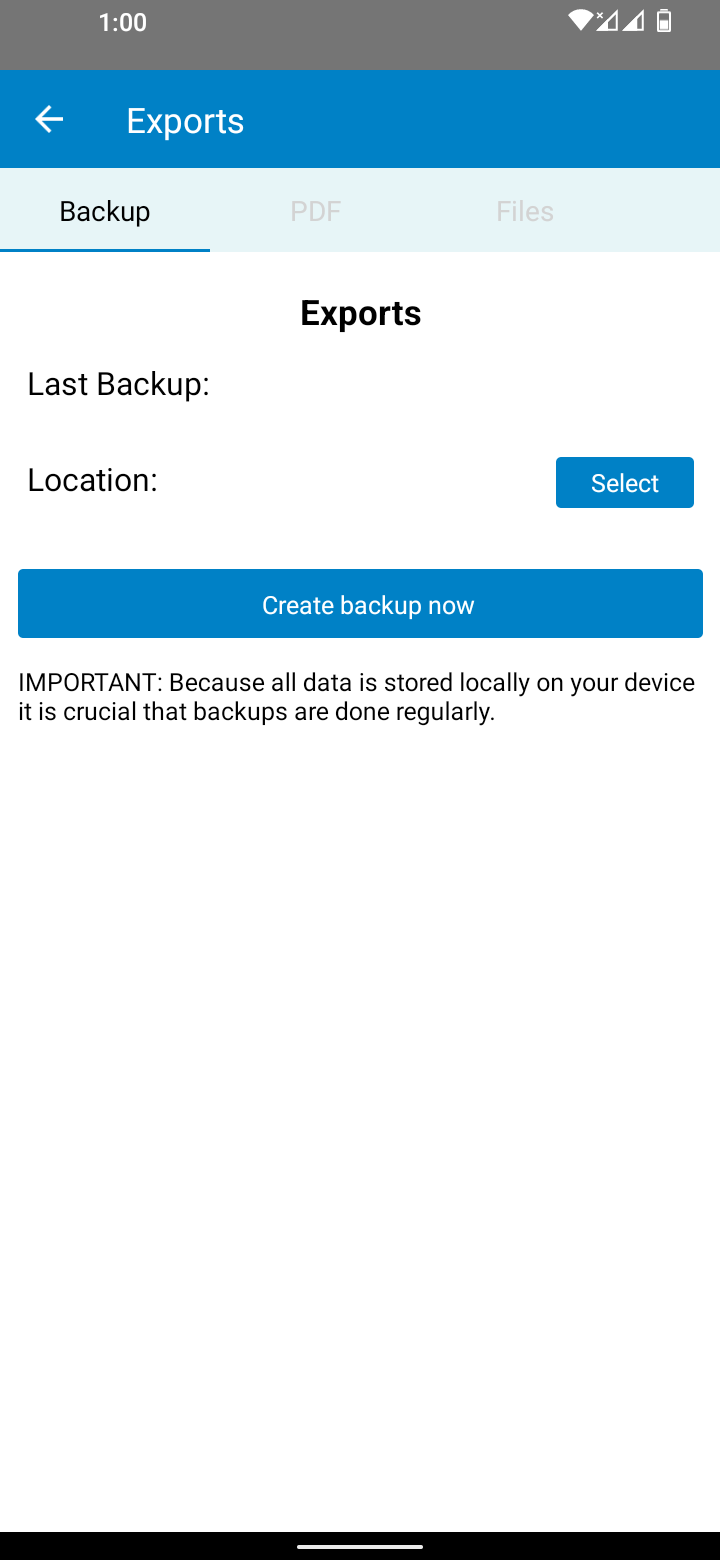 1:00
Exports
Backup
PDF
Files
Exports
Last Backup:
Location:
Select
Create backup now
IMPORTANT: Because all data is stored locally on your device
it is crucial that backups are done regularly.